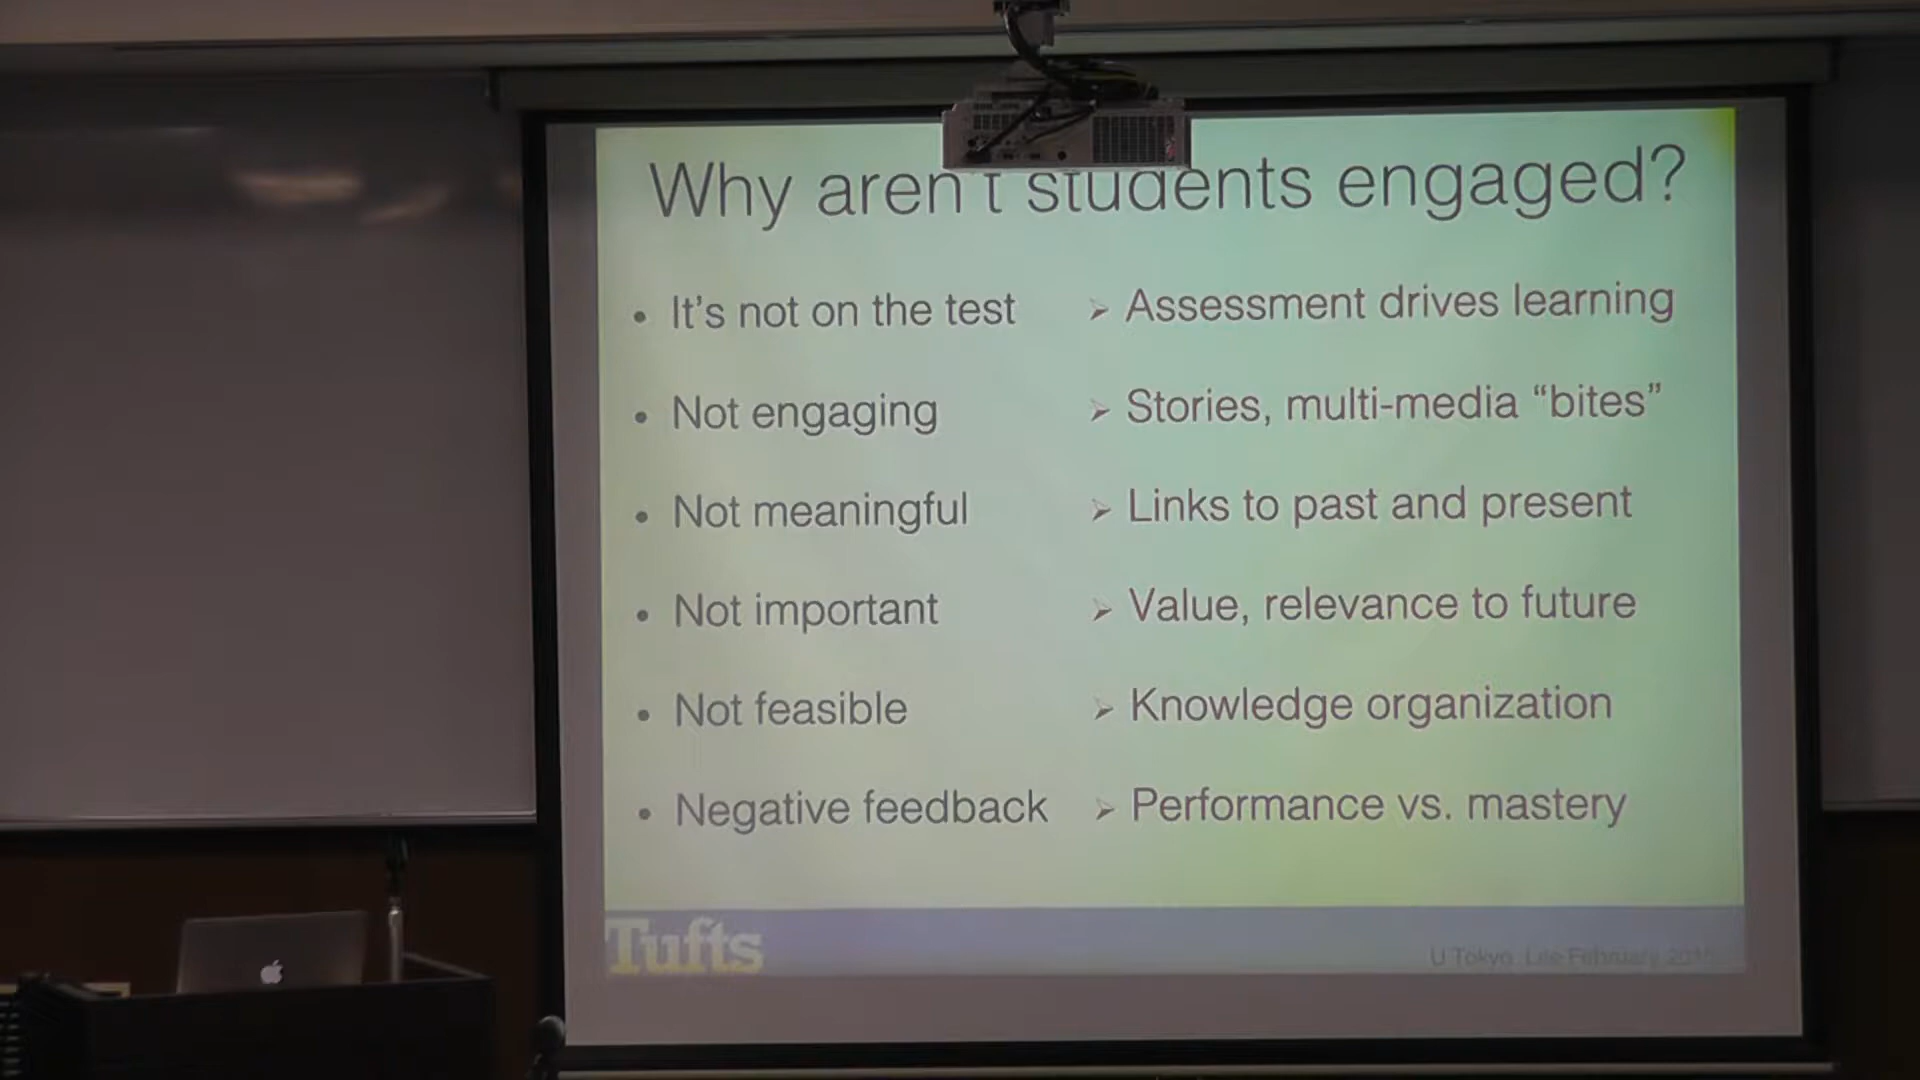 Why aren't students engaged?
• It's not on the test
➢ Assessment drives learning
• Not engaging
➢ Stories, multi-media “bites”
• Not meaningful
➢ Links to past and present
• Not important
➢ Value, relevance to future
• Not feasible
➢ Knowledge organization
• Negative feedback
➢ Performance vs. mastery
Tufts
U Tokyo February